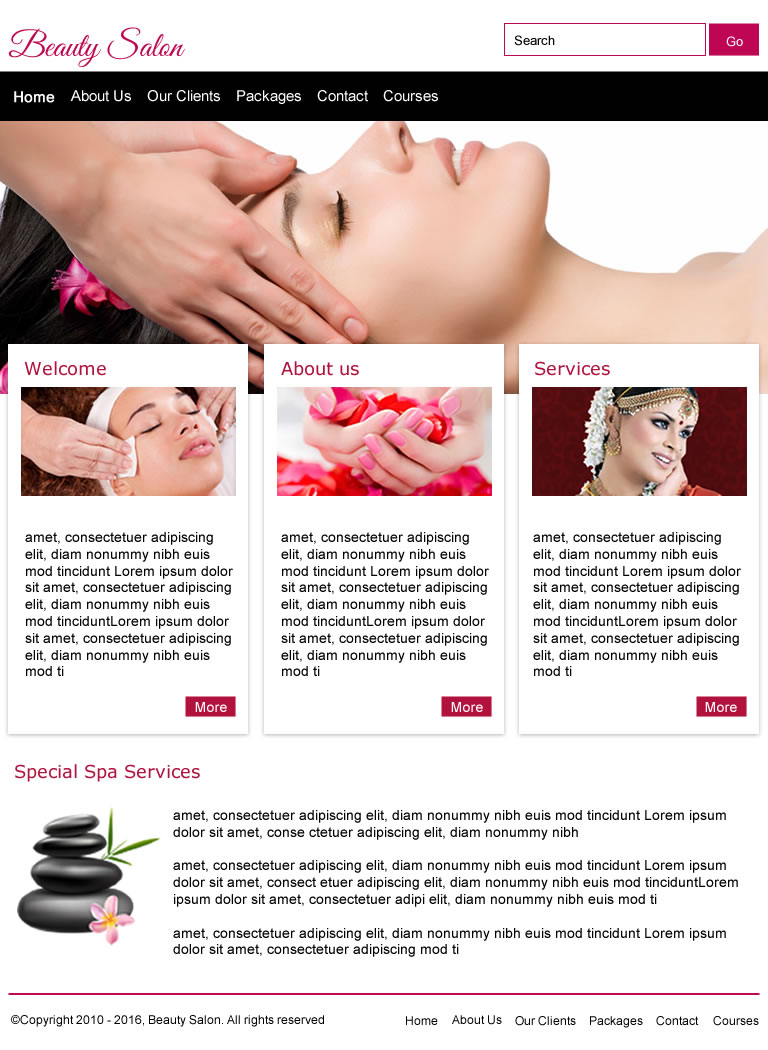 Beauty Salon
Search
Go
Home About Us Our Clients Packages Contact Courses
Welcome
amet, consectetuer adipiscing
elit, diam nonummy nibh euis
mod tincidunt Lorem ipsum dolor
sit amet, consectetuer adipiscing
elit, diam nonummy nibh euis
mod tinciduntLorem ipsum dolor
sit amet, consectetuer adipiscing
elit, diam nonummy nibh euis
mod ti
More
About us
amet, consectetuer adipiscing
elit, diam nonummy nibh euis
mod tincidunt Lorem ipsum dolor
sit amet, consectetuer adipiscing
elit, diam nonummy nibh euis
mod tinciduntLorem ipsum dolor
sit amet, consectetuer adipiscing
elit, diam nonummy nibh euis
mod ti
More
Services
amet, consectetuer adipiscing
elit, diam nonummy nibh euis
mod tincidunt Lorem ipsum dolor
sit amet, consectetuer adipiscing
elit, diam nonummy nibh euis
mod tinciduntLorem ipsum dolor
sit amet, consectetuer adipiscing
elit, diam nonummy nibh euis
mod ti
More
Special Spa Services
amet, consectetuer adipiscing elit, diam nonummy nibh euis mod tincidunt Lorem ipsum
dolor sit amet, conse ctetuer adipiscing elit, diam nonummy nibh
amet, consectetuer adipiscing elit, diam nonummy nibh euis mod tincidunt Lorem ipsum
dolor sit amet, consect etuer adipiscing elit, diam nonummy nibh euis mod tinciduntLorem
ipsum dolor sit amet, consectetuer adipi elit, diam nonummy nibh euis mod ti
amet, consectetuer adipiscing elit, diam nonummy nibh euis mod tincidunt Lorem ipsum
dolor sit amet, consectetuer adipiscing mod ti
©Copyright 2010 - 2016, Beauty Salon. All rights reserved
Home About Us Our Clients Packages Contact Courses